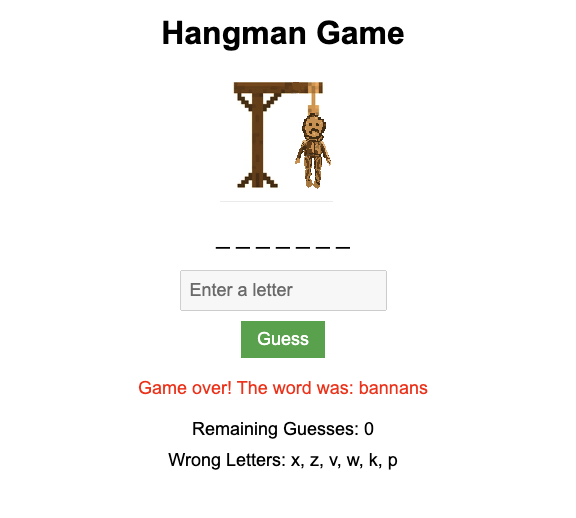 Hangman Game
_ _ _ _ _ _ _
Enter a letter
Guess
Game over! The word was: bannans
Remaining Guesses: 0
Wrong Letters: x, z, v, w, k, p